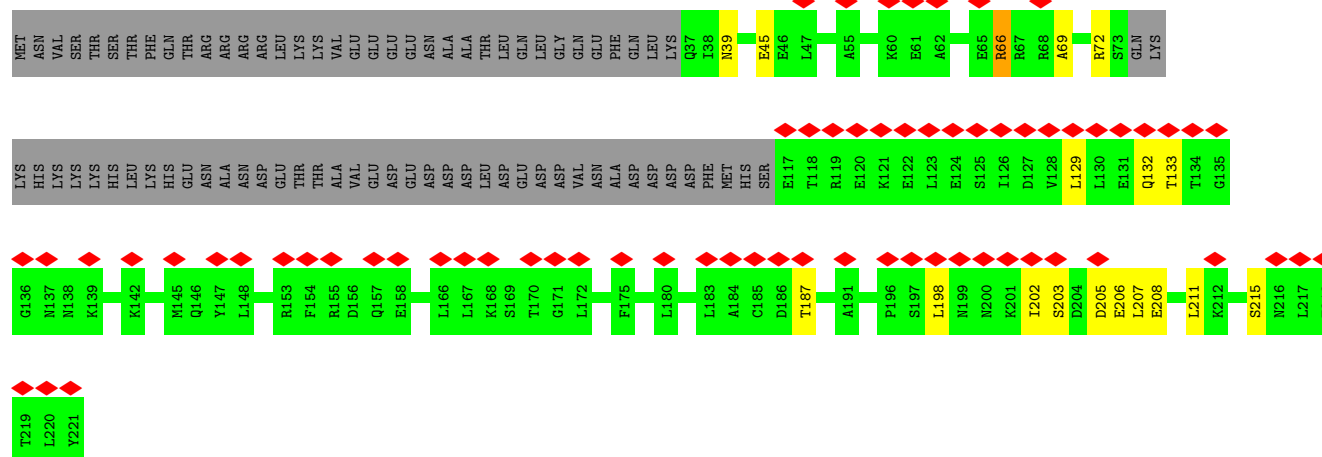 MET ASN VAL SER THR SER THR PHE GLN THR ARG ARG ARG ARG LEU LYS LYS VAL GLU GLU GLU GLU ASN ALA ALA THR LEU GLN LEU GLY GLN GLU PHE GLN LEU LYS Q37 I38 N39 E45 E46 L47 A55 K60 E61 A62 E65 R66 R67 R68 A69 R72 S73 GLN LYS
LYS HIS LYS LYS LYS HIS LEU LYS HIS GLU ASN ALA ASN ASP GLU THR THR ALA VAL GLU ASP GLU ASP ASP ASP LEU ASP GLU ASP ASP VAL ASN ALA ASP ASP ASP ASP PHE MET HIS SER E117 T118 R119 E120 K121 E122 L123 E124 S125 I126 D127 V128 L129 L130 E131 Q132 T133 T134 G135
G136 N137 N138 K139 K142 M145 Q146 Y147 L148 R153 F154 R155 D156 Q157 E158 L166 L167 K168 S169 T170 G171 L172 F175 L180 L183 A184 C185 D186 T187 A191 P196 S197 L198 N199 N200 K201 I202 S203 D204 D205 E206 L207 E208 L211 K212 S215 N216 L217
T219 L220 Y221